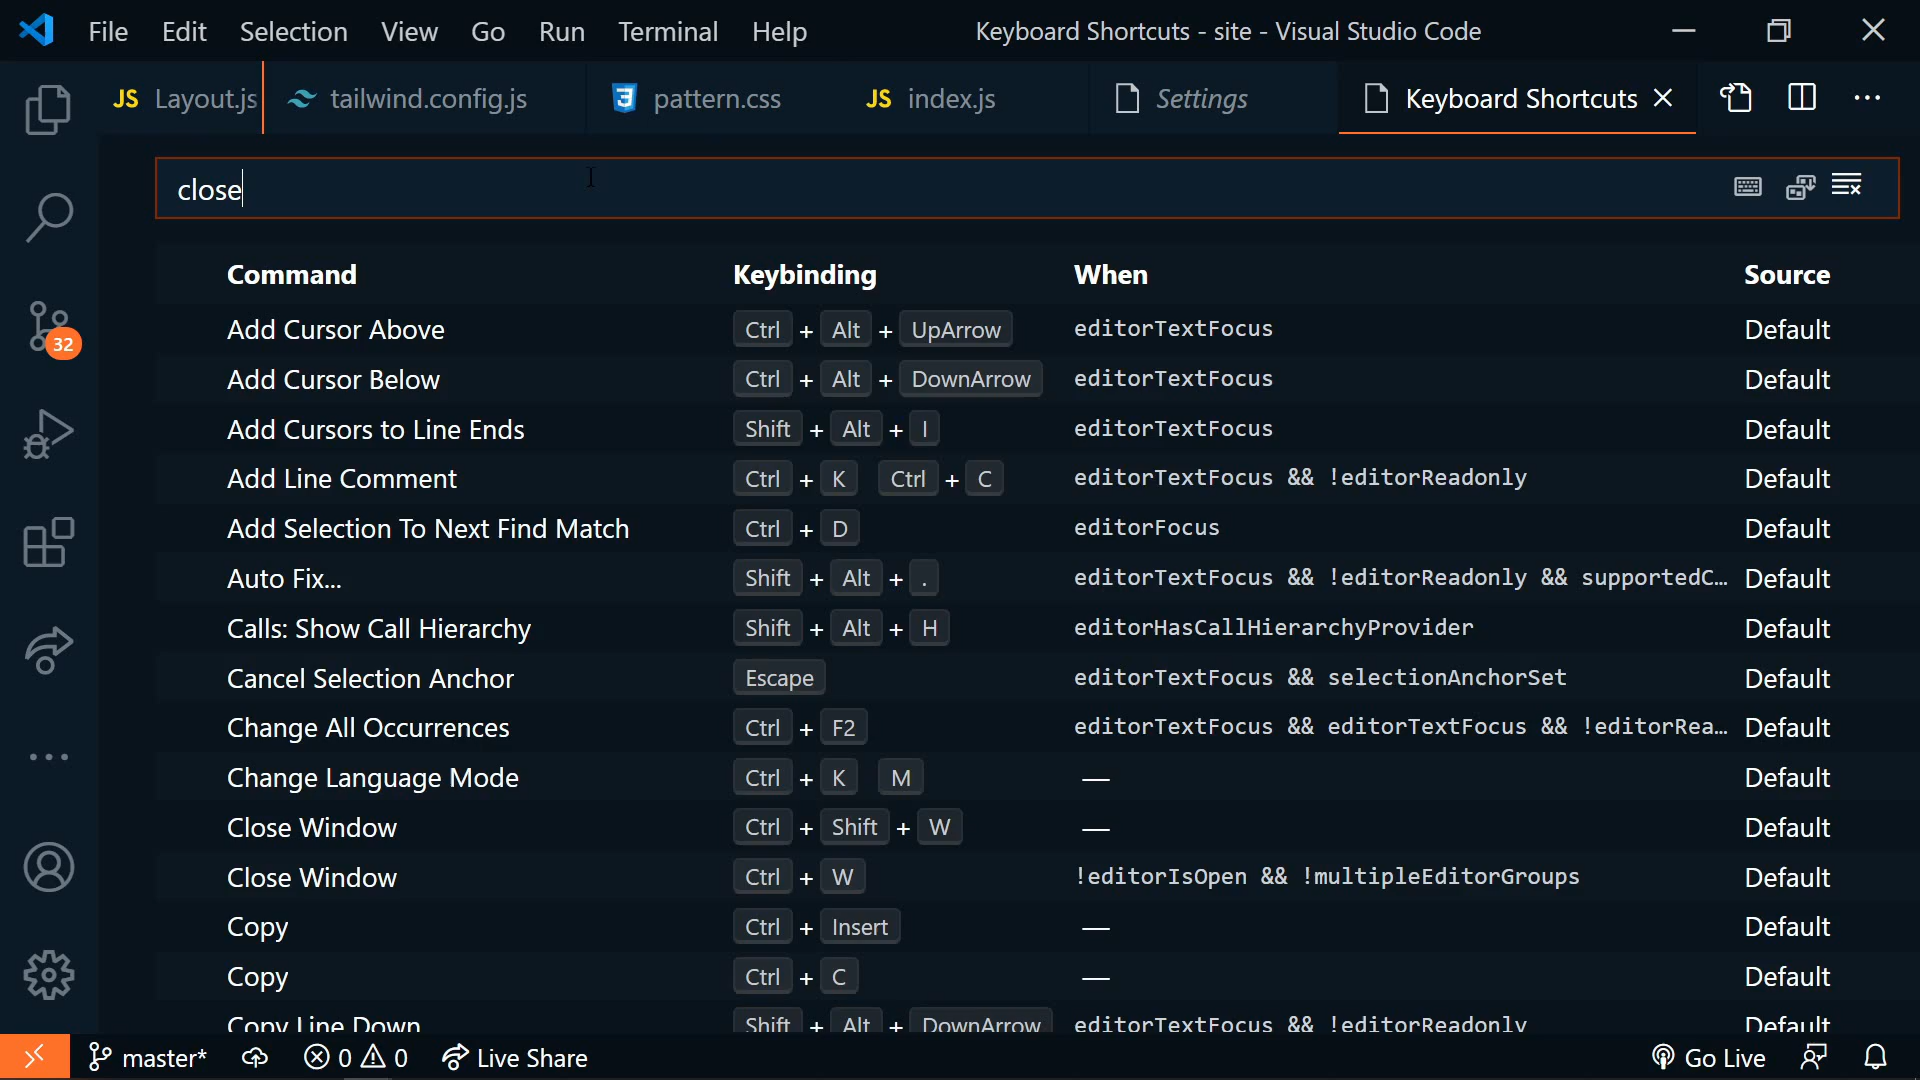 File Edit Selection View Go Run Terminal Help Keyboard Shortcuts - site - Visual Studio Code
JS Layout.js tailwind.config.js 3 pattern.css JS index.js Settings Keyboard Shortcuts
close
Command Keybinding When Source
Add Cursor Above Ctrl + Alt + UpArrow editorTextFocus Default
Add Cursor Below Ctrl + Alt + DownArrow editorTextFocus Default
Add Cursors to Line Ends Shift + Alt + I editorTextFocus Default
Add Line Comment Ctrl + K Ctrl + C editorTextFocus && !editorReadonly Default
Add Selection To Next Find Match Ctrl + D editorFocus Default
Auto Fix... Shift + Alt + . editorTextFocus && !editorReadonly && supportedC… Default
Calls: Show Call Hierarchy Shift + Alt + H editorHasCallHierarchyProvider Default
Cancel Selection Anchor Escape editorTextFocus && selectionAnchorSet Default
Change All Occurrences Ctrl + F2 editorTextFocus && editorTextFocus && !editorRea… Default
Change Language Mode Ctrl + K M — Default
Close Window Ctrl + Shift + W — Default
Close Window Ctrl + W !editorIsOpen && !multipleEditorGroups Default
Copy Ctrl + Insert — Default
Copy Ctrl + C — Default
Copy Line Down Shift + Alt + DownArrow editorTextFocus && !editorReadonly Default
32
master* 0 0 Live Share Go Live